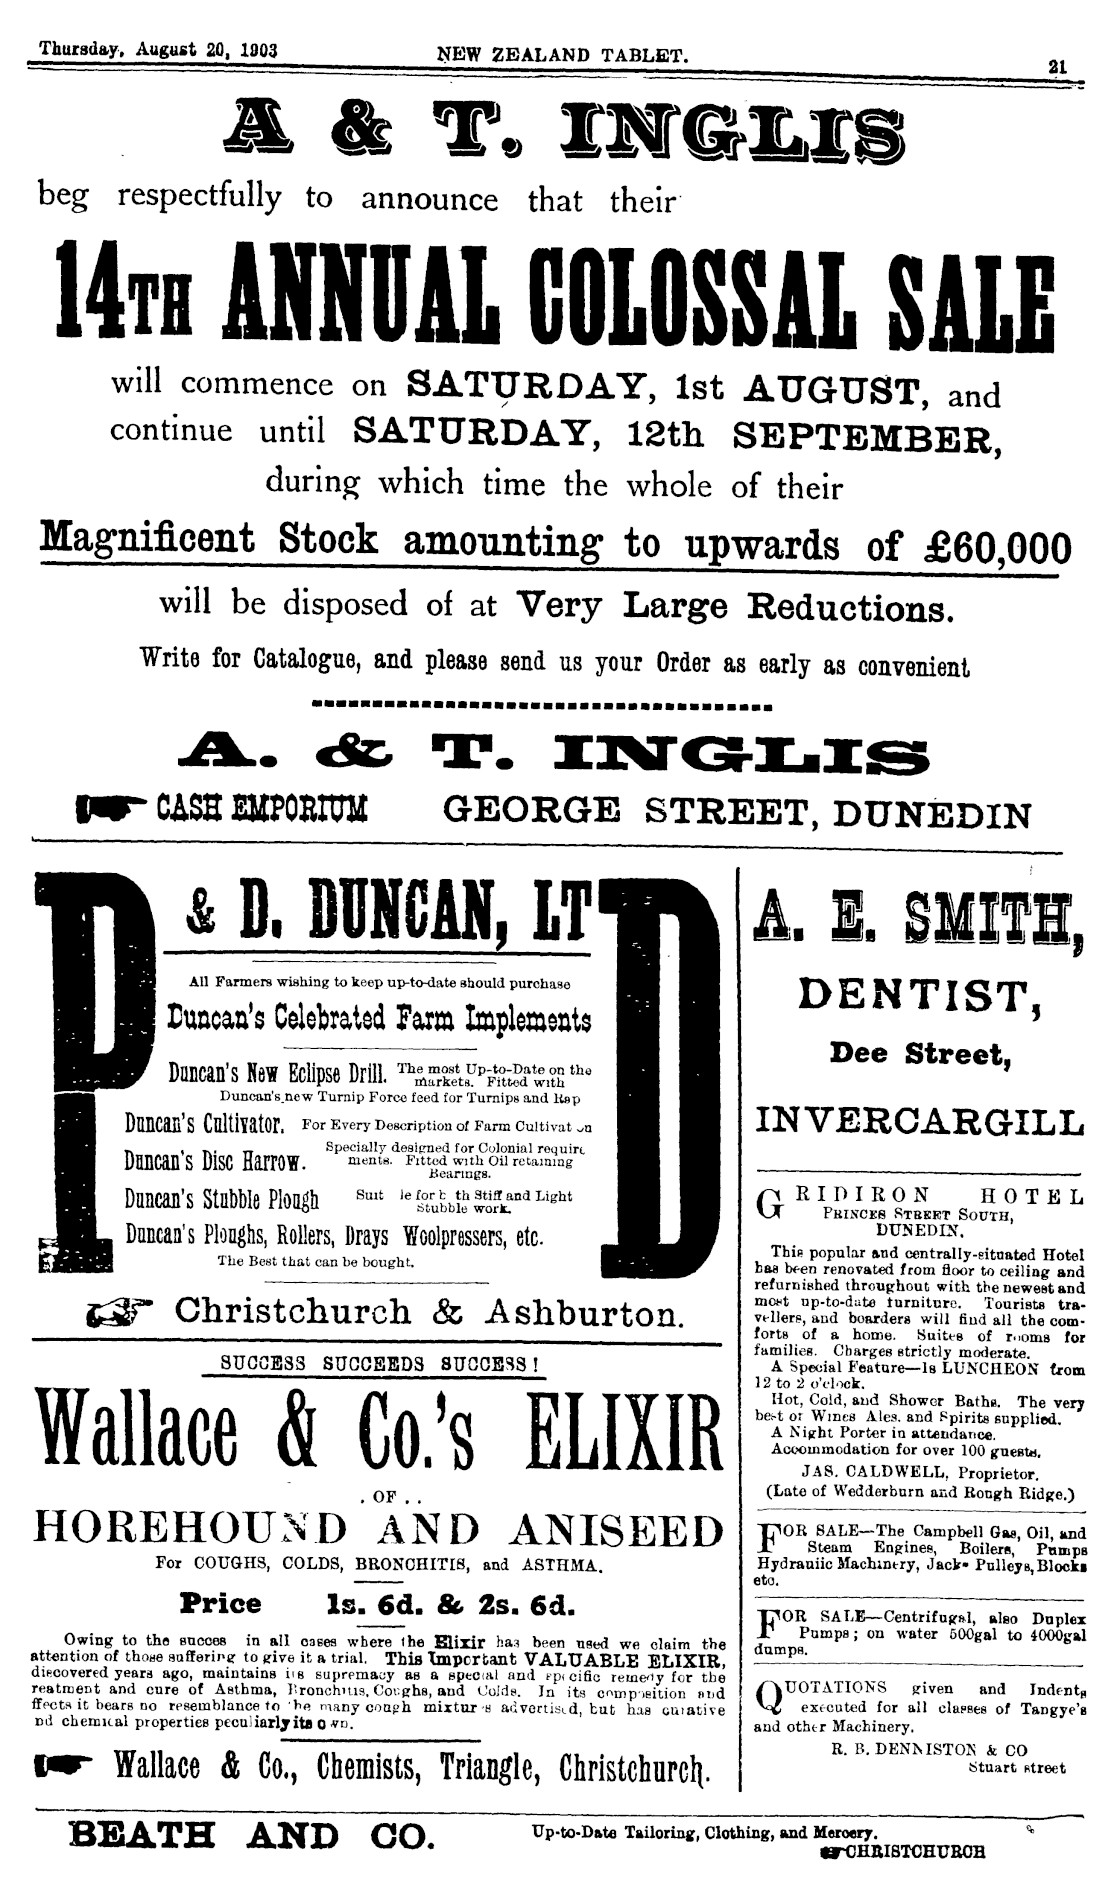 Thursday, August 20, 1903
NEW ZEALAND TABLET.
21
A & T. INGLIS
beg respectfully to announce that their
14TH ANNUAL COLOSSAL SALE
will commence on SATURDAY, 1st AUGUST, and
continue until SATURDAY, 12th SEPTEMBER,
during which time the whole of their
Magnificent Stock amounting to upwards of £60,000
will be disposed of at Very Large Reductions.
Write for Catalogue, and please send us your Order as early as convenient
A. & T. INGLIS
CASH EMPORIUM GEORGE STREET, DUNEDIN
P & D. DUNCAN, LTD
All Farmers wishing to keep up-to-date should purchase
Duncan's Celebrated Farm Implements
Duncan's New Eclipse Drill. The most Up-to-Date on the
markets. Fitted with
Duncan's new Turnip Force feed for Turnips and Rap
Duncan's Cultivator. For Every Description of Farm Cultivat n
Duncan's Disc Harrow. Specially designed for Colonial require
ments. Fitted with Oil retaining
Bearings.
Duncan's Stubble Plough Suit le for b th Stiff and Light
Stubble work.
Duncan's Ploughs, Rollers, Drays Woolpressers, etc.
The Best that can be bought.
Christchurch & Ashburton.
SUCCESS SUCCEEDS SUCCESS!
Wallace & Co.'s ELIXIR
. OF . .
HOREHOUND AND ANISEED
For COUGHS, COLDS, BRONCHITIS, and ASTHMA.
Price 1s. 6d. & 2s. 6d.
Owing to the succes in all cases where the Elixir has been used we claim the
attention of those suffering to give it a trial. This Important VALUABLE ELIXIR,
discovered years ago, maintains its supremacy as a special and specific remedy for the
reatment and cure of Asthma, Bronchitis, Coughs, and Colds. In its composition and
ffects it bears no resemblance to the many cough mixtur s advertised, but has curative
nd chemical properties peculiarly its own.
Wallace & Co., Chemists, Triangle, Christchurch.
A. E. SMITH,
DENTIST,
Dee Street,
INVERCARGILL
GRIDIRON HOTEL
PRINCES STREET SOUTH,
DUNEDIN.
This popular and centrally-situated Hotel
has been renovated from floor to ceiling and
refurnished throughout with the newest and
most up-to-date furniture. Tourists tra-
vellers, and boarders will find all the com-
forts of a home. Suites of rooms for
families. Charges strictly moderate.
A Special Feature—1s LUNCHEON from
12 to 2 o'clock.
Hot, Cold, and Shower Baths. The very
best of Wines Ales. and Spirits supplied.
A Night Porter in attendance.
Accommodation for over 100 guests.
JAS. CALDWELL, Proprietor.
(Late of Wedderburn and Rough Ridge.)
FOR SALE—The Campbell Gas, Oil, and
Steam Engines, Boilers, Pumps
Hydraulic Machinery, Jacks Pulleys, Blocks
etc.
FOR SALE—Centrifugal, also Duplex
Pumps; on water 500gal to 4000gal
dumps.
QUOTATIONS given and Indents
executed for all classes of Tangye's
and other Machinery.
R. B. DENNISTON & CO
Stuart street
BEATH AND CO.
Up-to-Date Tailoring, Clothing, and Mercery.
CHRISTCHURCH